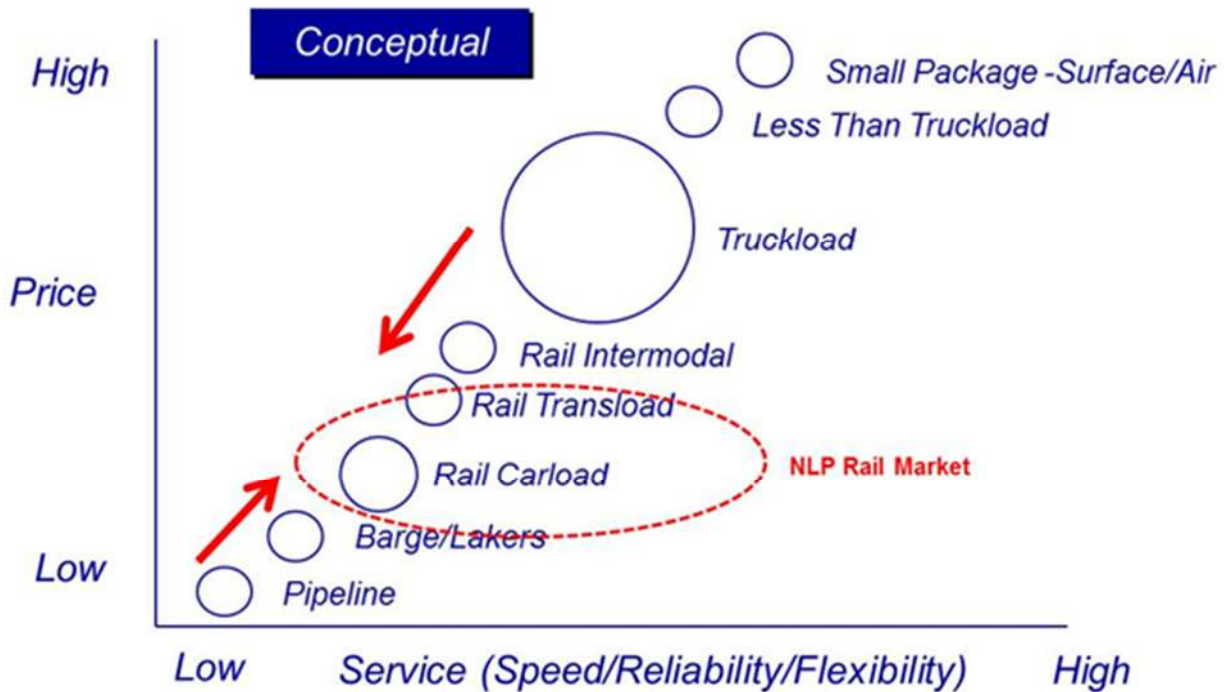 Conceptual
High
Small Package -Surface/Air
Less Than Truckload
Truckload
Price
Rail Intermodal
Rail Transload
NLP Rail Market
Rail Carload
Barge/Lakers
Low
Pipeline
Low
Service (Speed/Reliability/Flexibility)
High